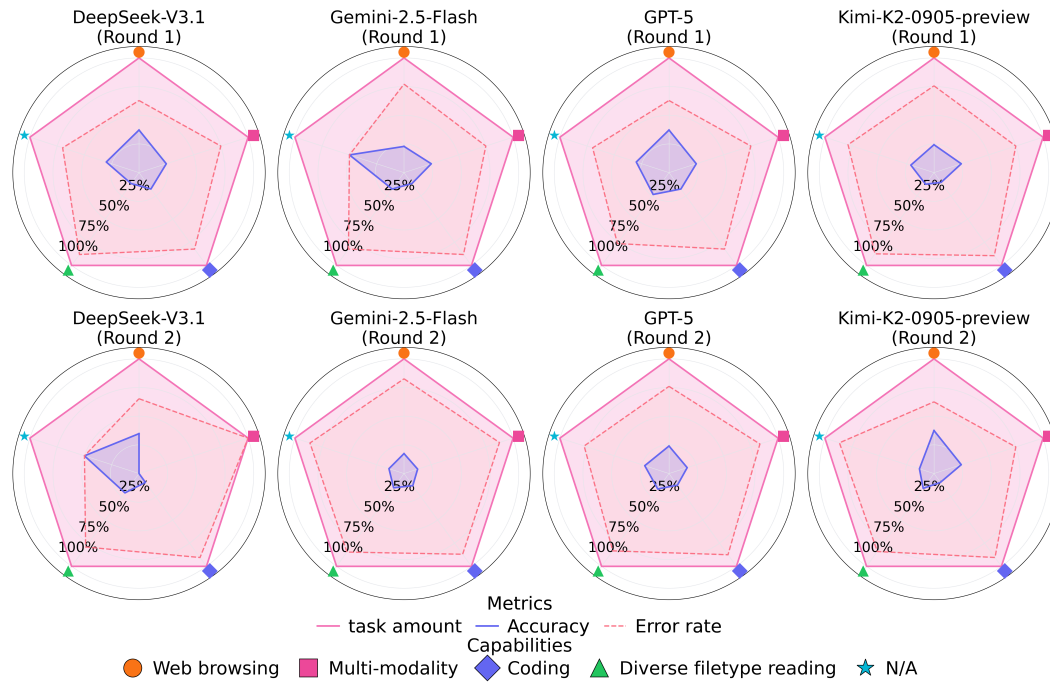 DeepSeek-V3.1
(Round 1)
Gemini-2.5-Flash
(Round 1)
GPT-5
(Round 1)
Kimi-K2-0905-preview
(Round 1)
25%
50%
75%
100%
25%
50%
75%
100%
25%
50%
75%
100%
25%
50%
75%
100%
DeepSeek-V3.1
(Round 2)
Gemini-2.5-Flash
(Round 2)
GPT-5
(Round 2)
Kimi-K2-0905-preview
(Round 2)
25%
50%
75%
100%
25%
50%
75%
100%
25%
50%
75%
100%
25%
50%
75%
100%
Metrics
task amount Accuracy Error rate
Capabilities
Web browsing Multi-modality Coding Diverse filetype reading N/A